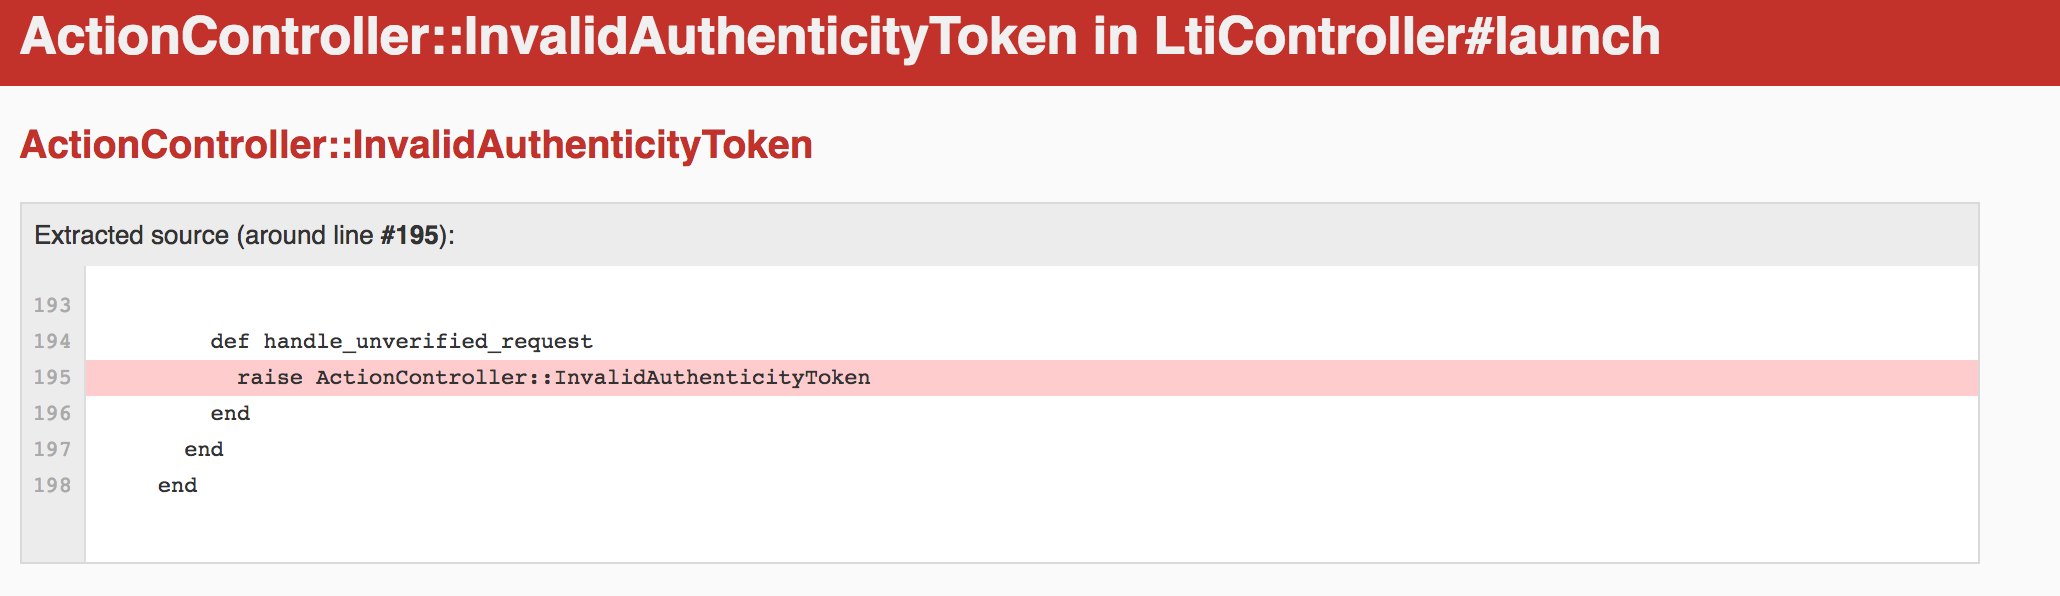 ActionController::InvalidAuthenticityToken in LtiController#launch
ActionController::InvalidAuthenticityToken
Extracted source (around line #195):
193
194 def handle_unverified_request
195 raise ActionController::InvalidAuthenticityToken
196 end
197 end
198 end